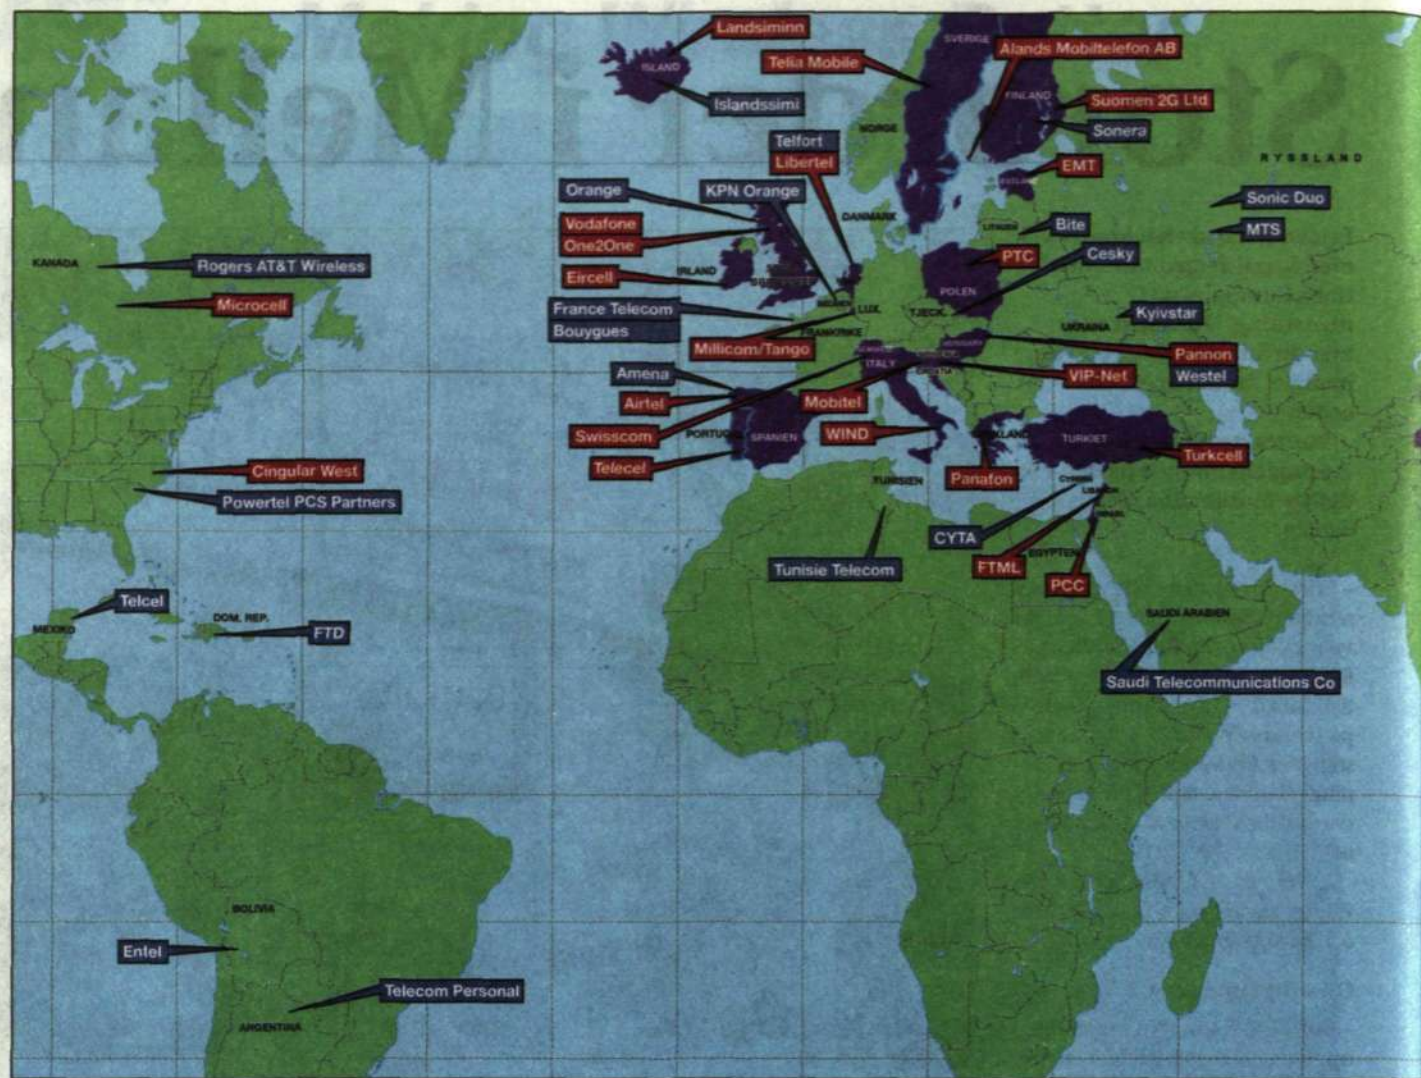 Landsiminn
SVERIGE
Alands Mobiltelefon AB
ISLAND
Telia Mobile
FINLAND
Suomen 2G Ltd
Islandssimi
Sonera
NORGE
Telfort
Libertel
RYSSLAND
EMT
Orange
KPN Orange
Sonic Duo
DANMARK
Vodafone
One2One
Bite
MTS
KANADA
Rogers AT&T Wireless
IRLAND
Eircell
PTC
Cesky
POLEN
Microcell
France Telecom
Bouygues
LUX.
TJECK.
Kyivstar
UKRAINA
FRANKRIKE
Millicom/Tango
Pannon
Westel
ITALY
Amena
VIP-Net
Airtel
Mobitel
Swisscom
PORTUGAL
SPANIEN
WIND
TURKIET
Turkcell
Telecel
Cingular West
Panafon
TUNISIEN
CYPERN
Powertel PCS Partners
CYTA
EGYPTEN
FTML
Tunisie Telecom
PCC
Telcel
MEXIKO
DOM. REP.
FTD
SAUDI ARABIEN
Saudi Telecommunications Co
BOLIVIA
Entel
Telecom Personal
ARGENTINA